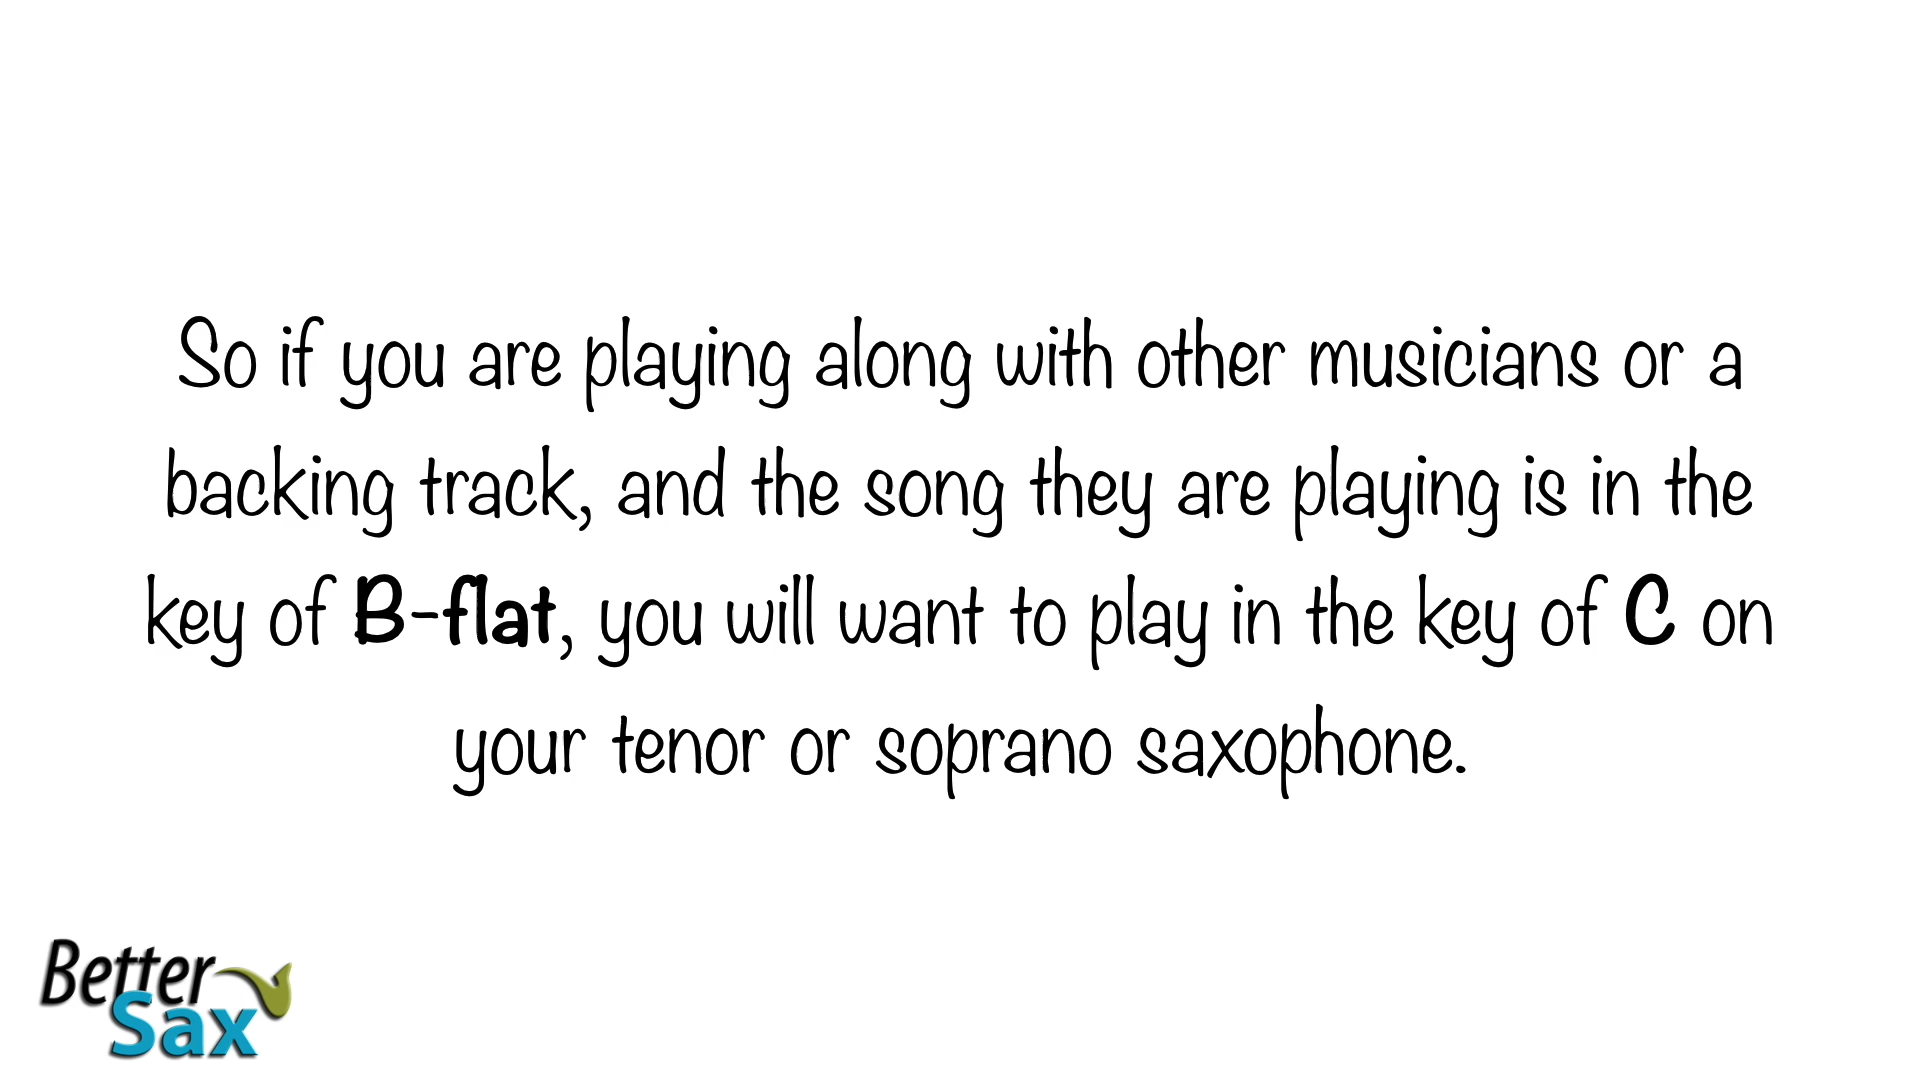 So if you are playing along with other musicians or a
backing track, and the song they are playing is in the
key of B-flat, you will want to play in the key of C on
your tenor or soprano saxophone.
Better
Sax